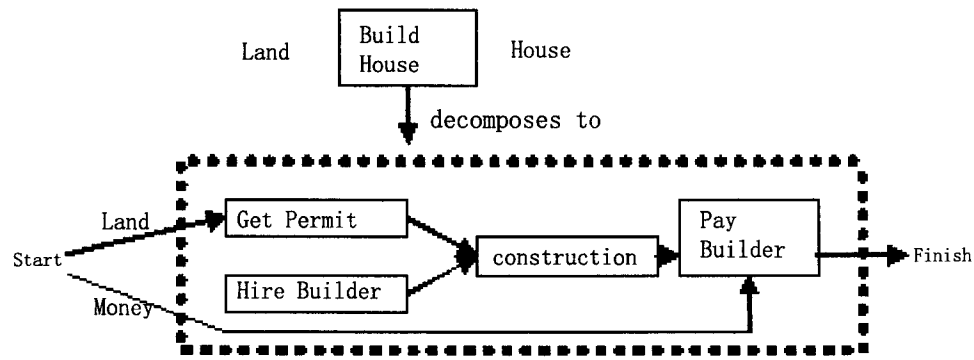 Land
Build
House
House
decomposes to
Land
Get Permit
Pay
Builder
Start
construction
Finish
Hire Builder
Money